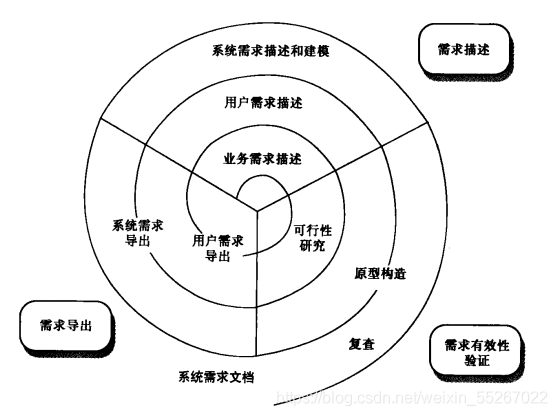 系统需求描述和建模
需求描述
用户需求描述
业务需求描述
系统需求
导出
用户需求
导出
可行性
研究
原型构造
需求导出
复查
需求有效性
验证
系统需求文档
https://blog.csdn.net/weixin_55267022